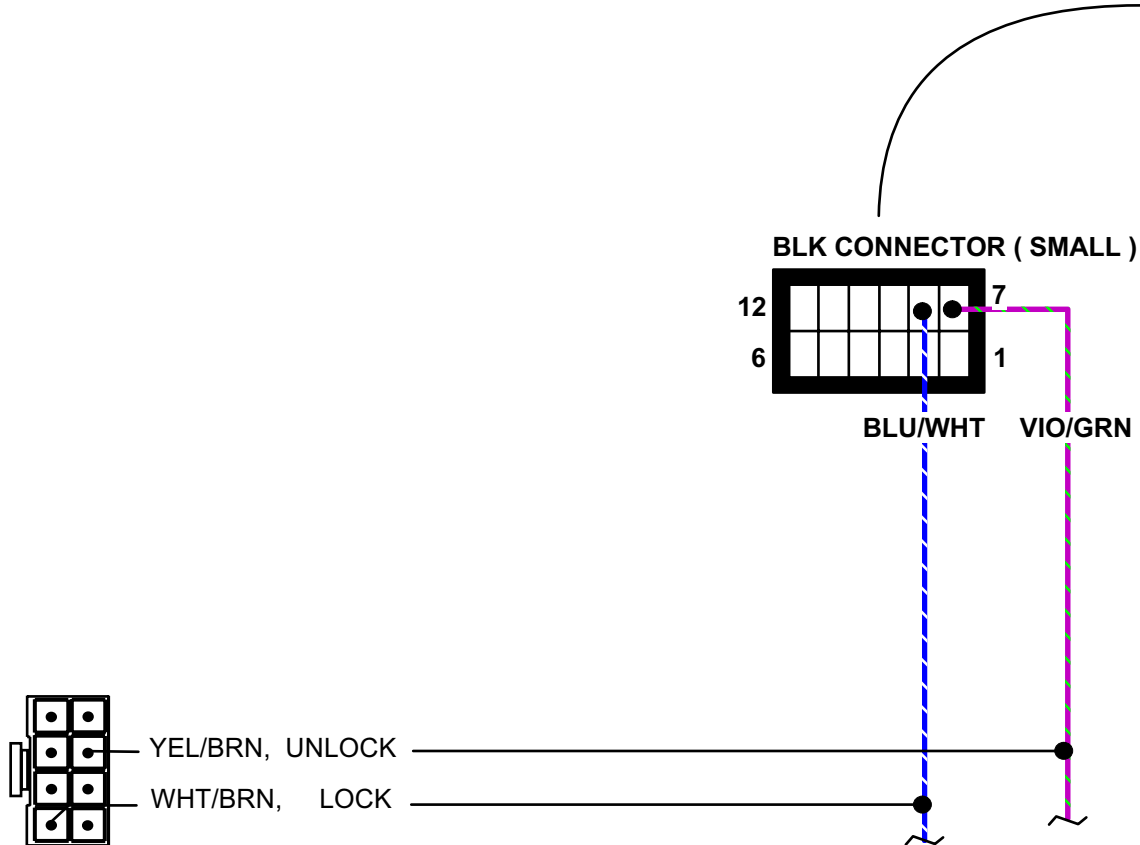 BLK CONNECTOR ( SMALL )
12 7
6 1
BLU/WHT VIO/GRN
YEL/BRN, UNLOCK
WHT/BRN, LOCK